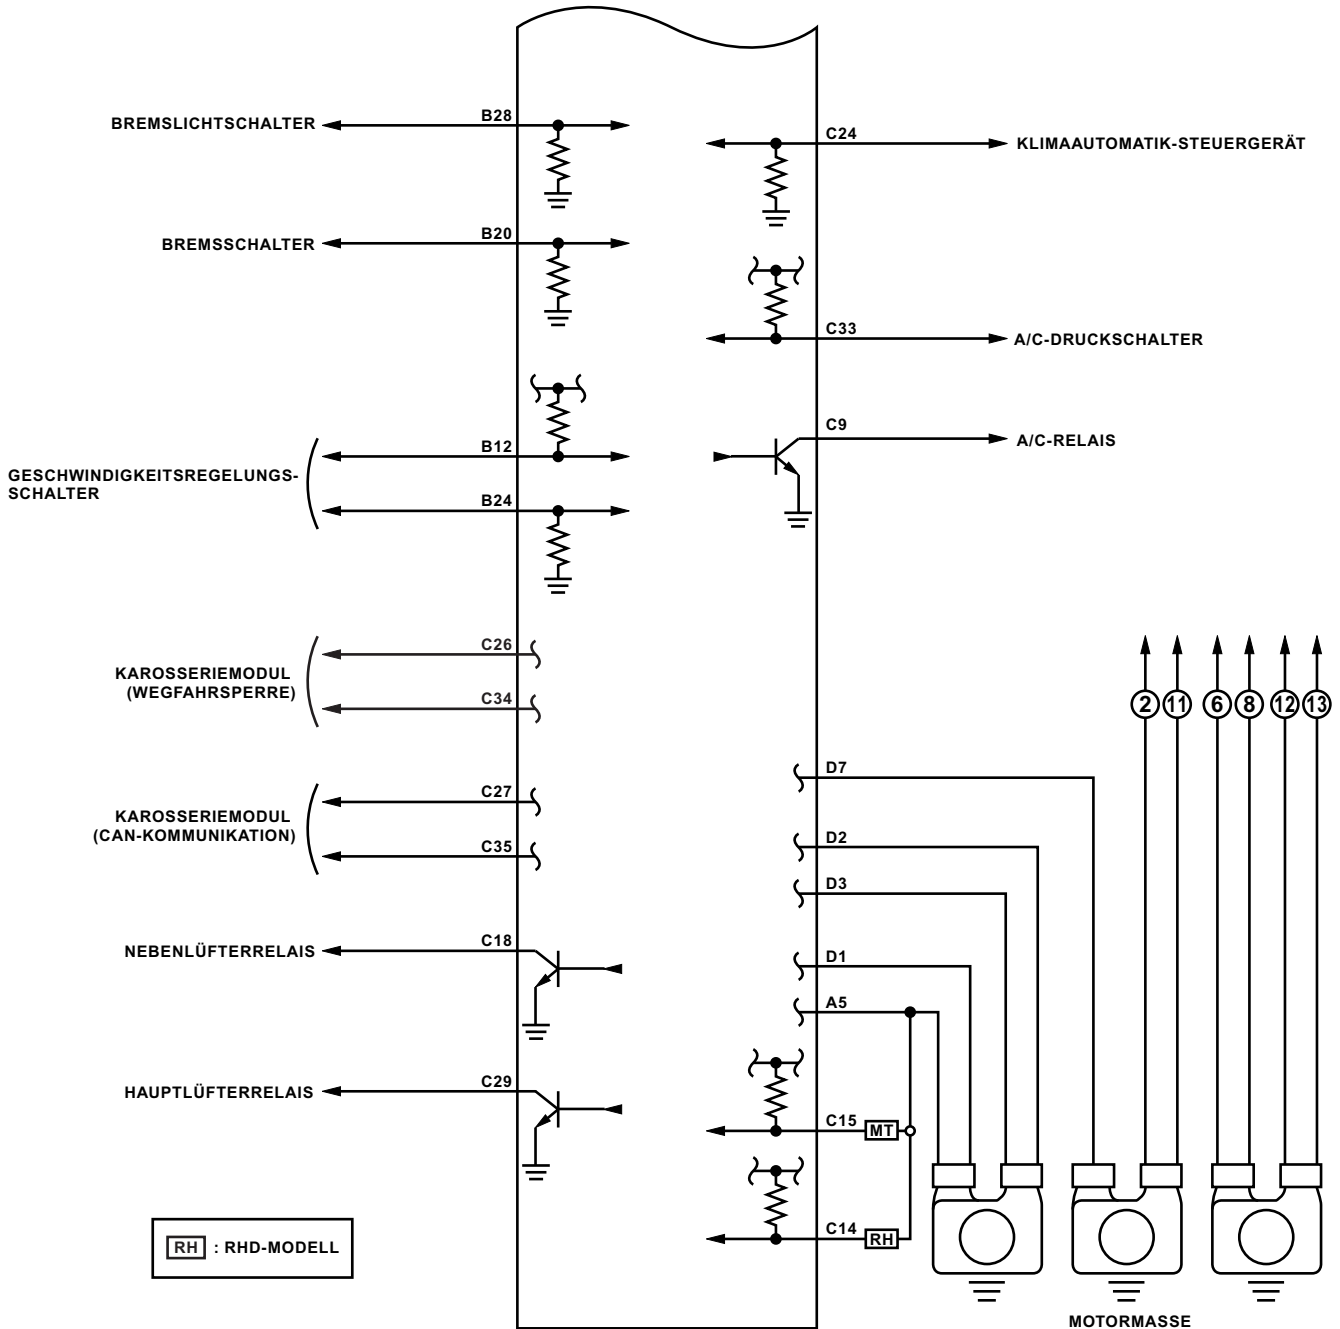 BREMSLICHTSCHALTER
B28
C24
KLIMAAUTOMATIK-STEUERGERÄT
BREMSSCHALTER
B20
C33
A/C-DRUCKSCHALTER
GESCHWINDIGKEITSREGELUNGS-
SCHALTER
B12
B24
C9
A/C-RELAIS
KAROSSERIEMODUL
(WEGFAHRSPERRE)
C26
C34
2 11 6 8 12 13
KAROSSERIEMODUL
(CAN-KOMMUNIKATION)
C27
C35
D7
D2
D3
NEBENLÜFTERRELAIS
C18
D1
A5
HAUPTLÜFTERRELAIS
C29
C15
MT
C14
RH
RH : RHD-MODELL
MOTORMASSE